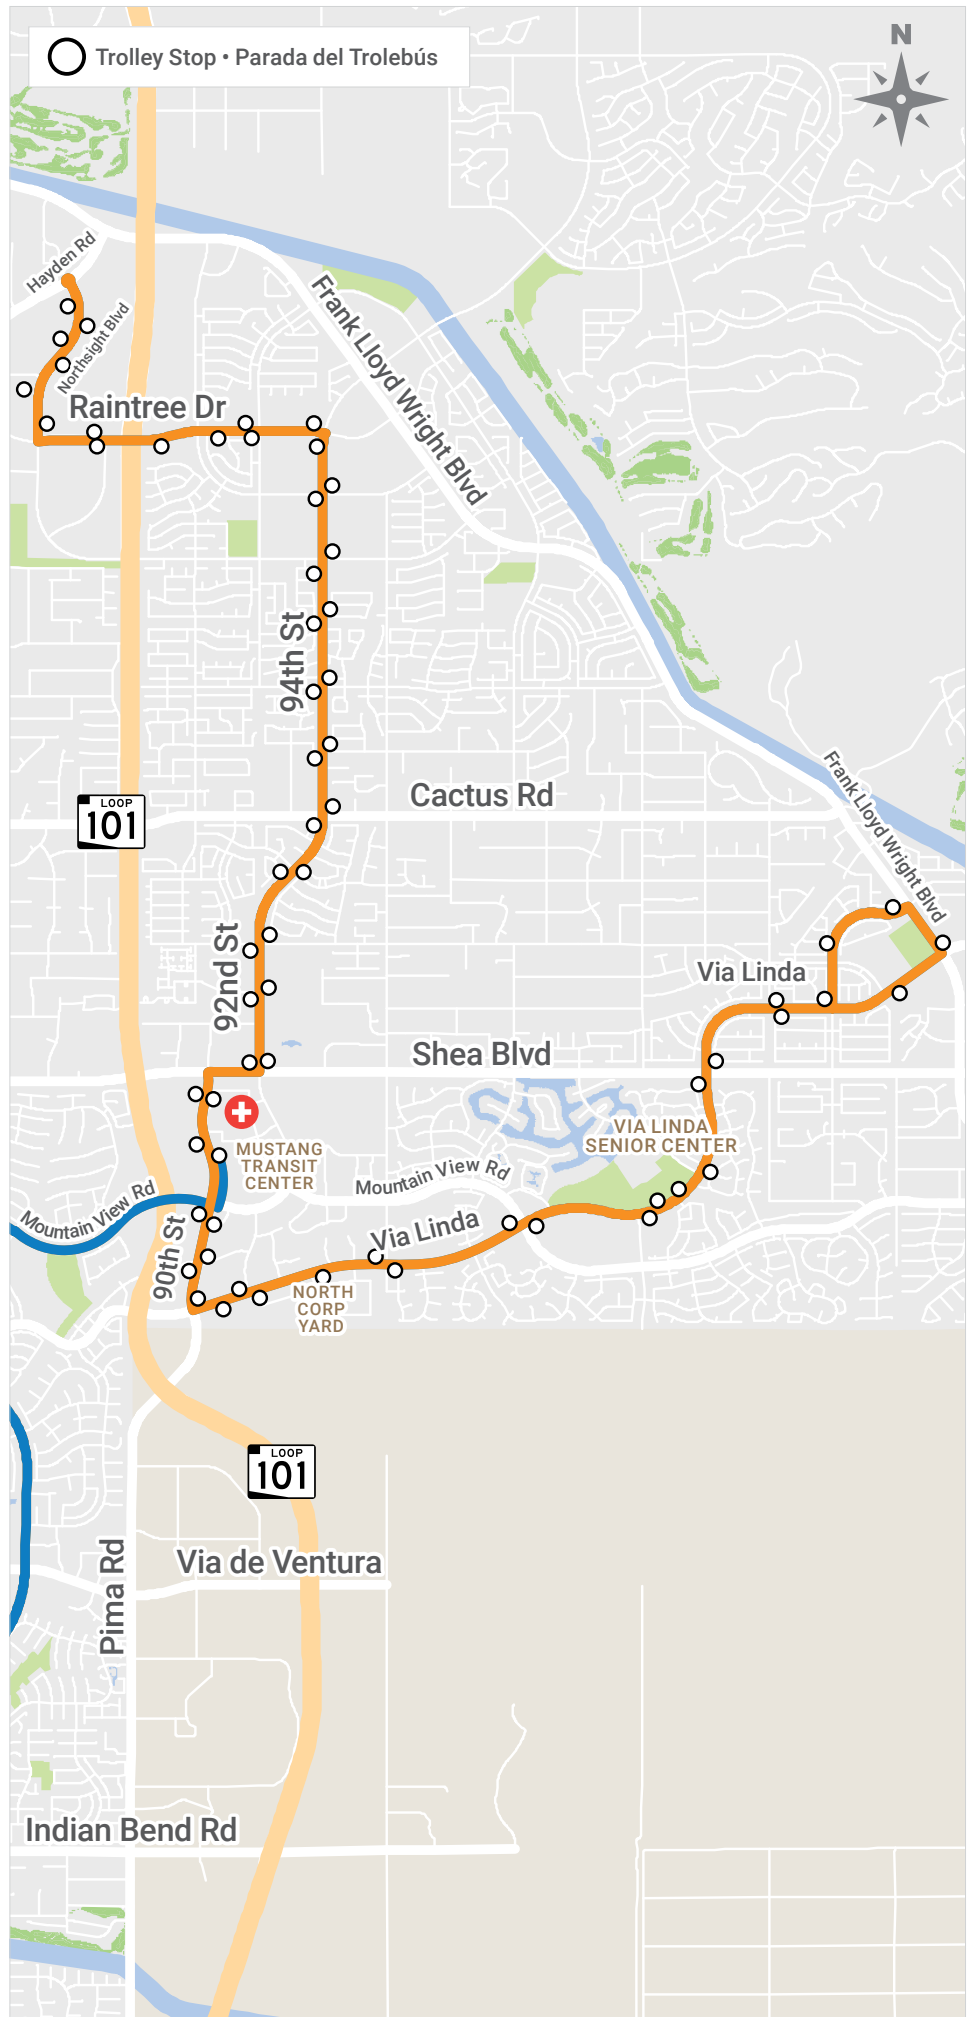 N
Trolley Stop • Parada del Trolebús
Hayden Rd
Northsight Blvd
Frank Lloyd Wright Blvd
Raintree Dr
94th St
Cactus Rd
LOOP
101
Frank Lloyd Wright Blvd
92nd St
Via Linda
Shea Blvd
VIA LINDA
SENIOR CENTER
MUSTANG
TRANSIT
CENTER
Mountain View Rd
Mountain View Rd
90th St
Via Linda
NORTH
CORP
YARD
LOOP
101
Pima Rd
Via de Ventura
Indian Bend Rd